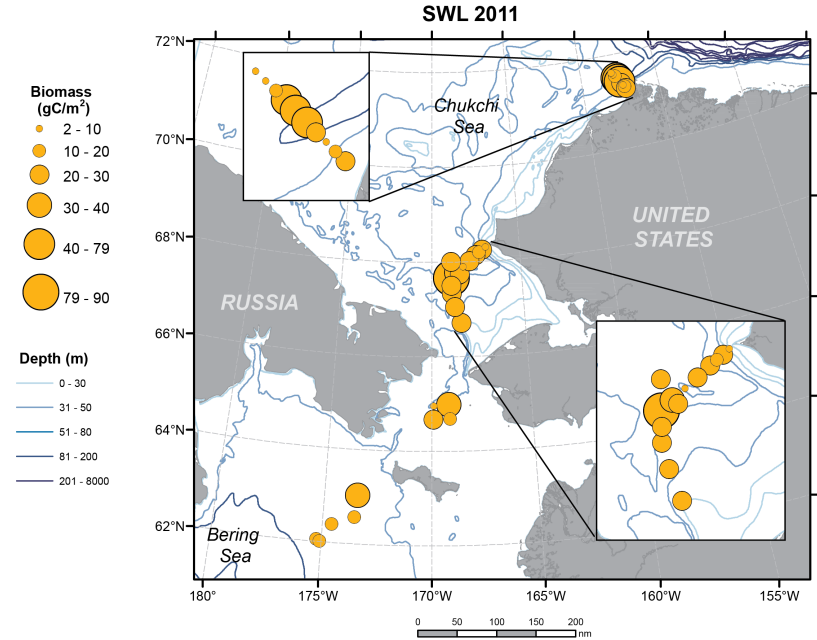 SWL 2011
Biomass
(gC/m²)
2 - 10
10 - 20
20 - 30
30 - 40
40 - 79
79 - 90
Depth (m)
0 - 30
31 - 50
51 - 80
81 - 200
201 - 8000
72°N
70°N
68°N
66°N
64°N
62°N
Chukchi
Sea
UNITED
STATES
RUSSIA
Bering
Sea
180°
175°W
170°W
165°W
160°W
155°W
0
50
100
150
200
nm